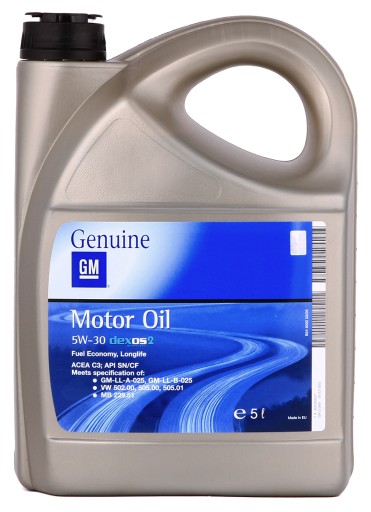 Genuine
GM
Motor Oil
5W-30 dexos2
Fuel Economy, Longlife
ACEA C3; API SN/CF
Meets specification of:
● GM-LL-A-025, GM-LL-B-025
● VW 502.00, 505.00, 505.01
● MB 229.51
e 5 l
Made in EU